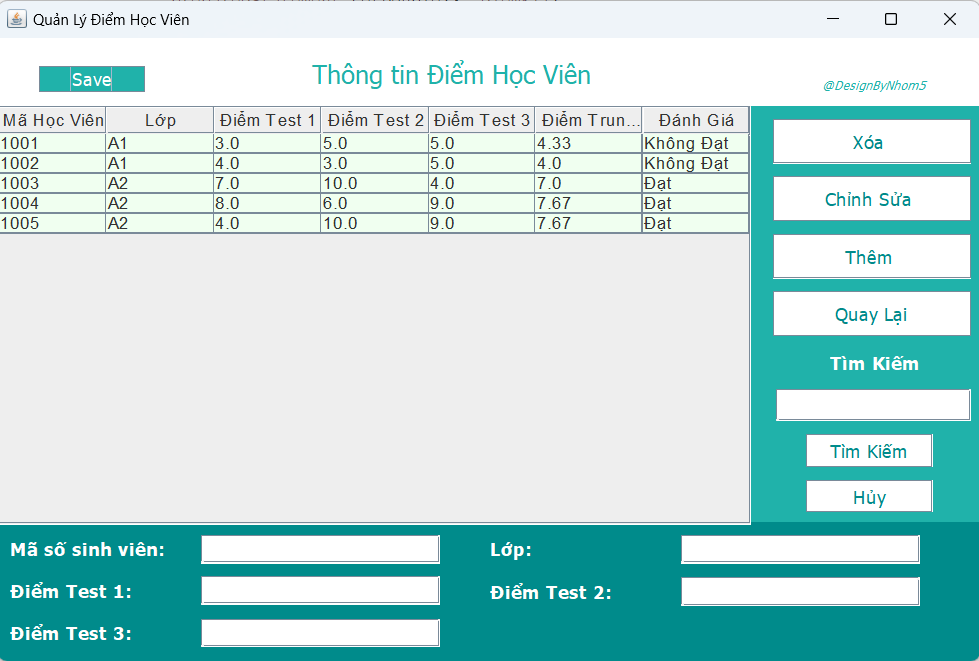 Quản Lý Điểm Học Viên
Save
Thông tin Điểm Học Viên
@DesignByNhom5
Mã Học Viên Lớp Điểm Test 1 Điểm Test 2 Điểm Test 3 Điểm Trun... Đánh Giá
1001 A1 3.0 5.0 5.0 4.33 Không Đạt
1002 A1 4.0 3.0 5.0 4.0 Không Đạt
1003 A2 7.0 10.0 4.0 7.0 Đạt
1004 A2 8.0 6.0 9.0 7.67 Đạt
1005 A2 4.0 10.0 9.0 7.67 Đạt
Xóa
Chỉnh Sửa
Thêm
Quay Lại
Tìm Kiếm
Tìm Kiếm
Hủy
Mã số sinh viên:
Lớp:
Điểm Test 1:
Điểm Test 2:
Điểm Test 3: